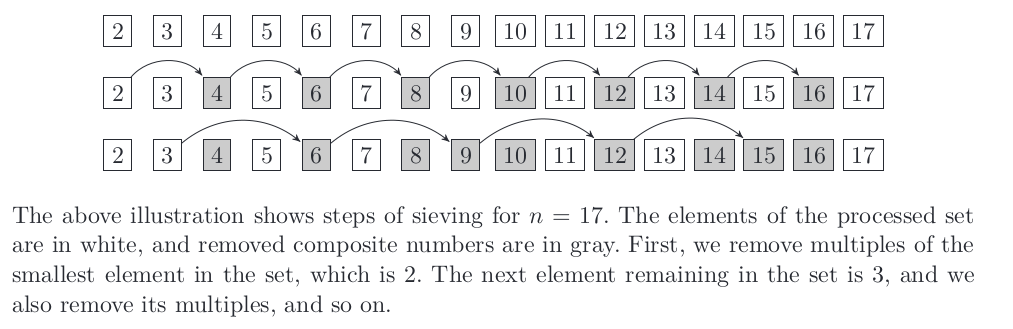 2 3 4 5 6 7 8 9 10 11 12 13 14 15 16 17
2 3 4 5 6 7 8 9 10 11 12 13 14 15 16 17
2 3 4 5 6 7 8 9 10 11 12 13 14 15 16 17
The above illustration shows steps of sieving for n = 17. The elements of the processed set
are in white, and removed composite numbers are in gray. First, we remove multiples of the
smallest element in the set, which is 2. The next element remaining in the set is 3, and we
also remove its multiples, and so on.